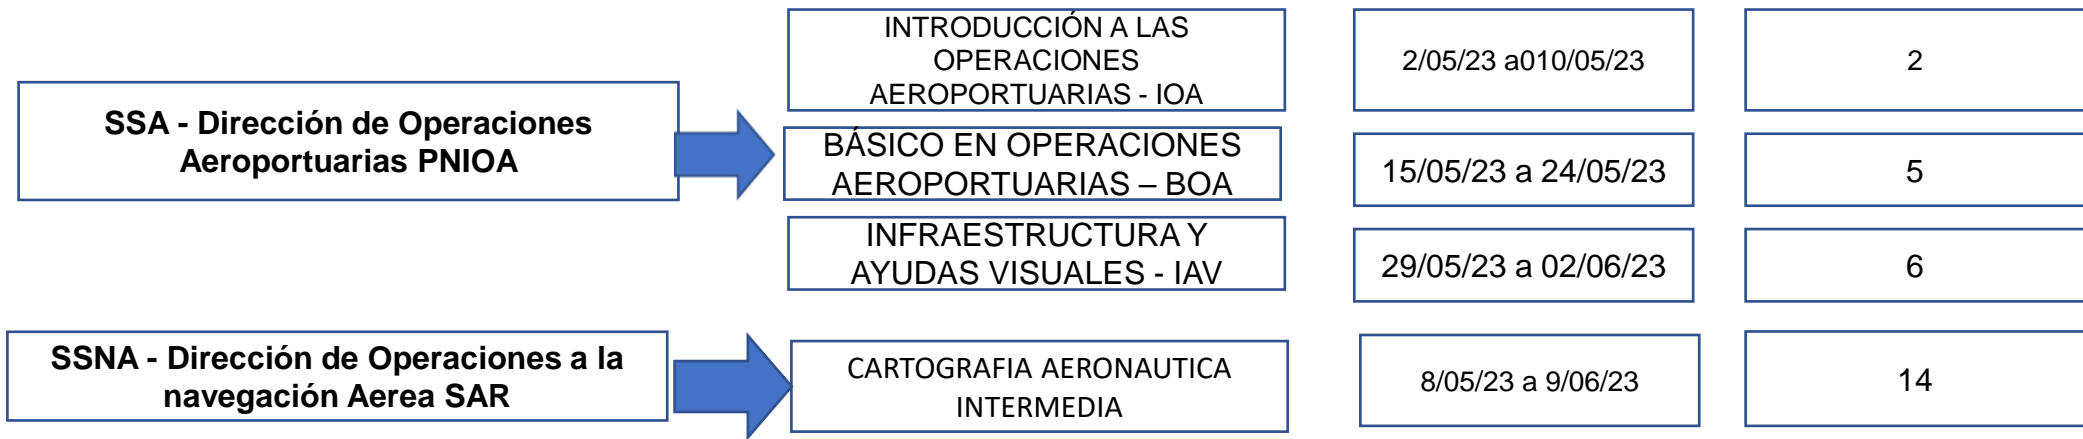 SSA - Dirección de Operaciones
Aeroportuarias PNIOA
INTRODUCCIÓN A LAS
OPERACIONES
AEROPORTUARIAS - IOA
2/05/23 a010/05/23
2
BÁSICO EN OPERACIONES
AEROPORTUARIAS – BOA
15/05/23 a 24/05/23
5
INFRAESTRUCTURA Y
AYUDAS VISUALES - IAV
29/05/23 a 02/06/23
6
SSNA - Dirección de Operaciones a la
navegación Aerea SAR
CARTOGRAFIA AERONAUTICA
INTERMEDIA
8/05/23 a 9/06/23
14